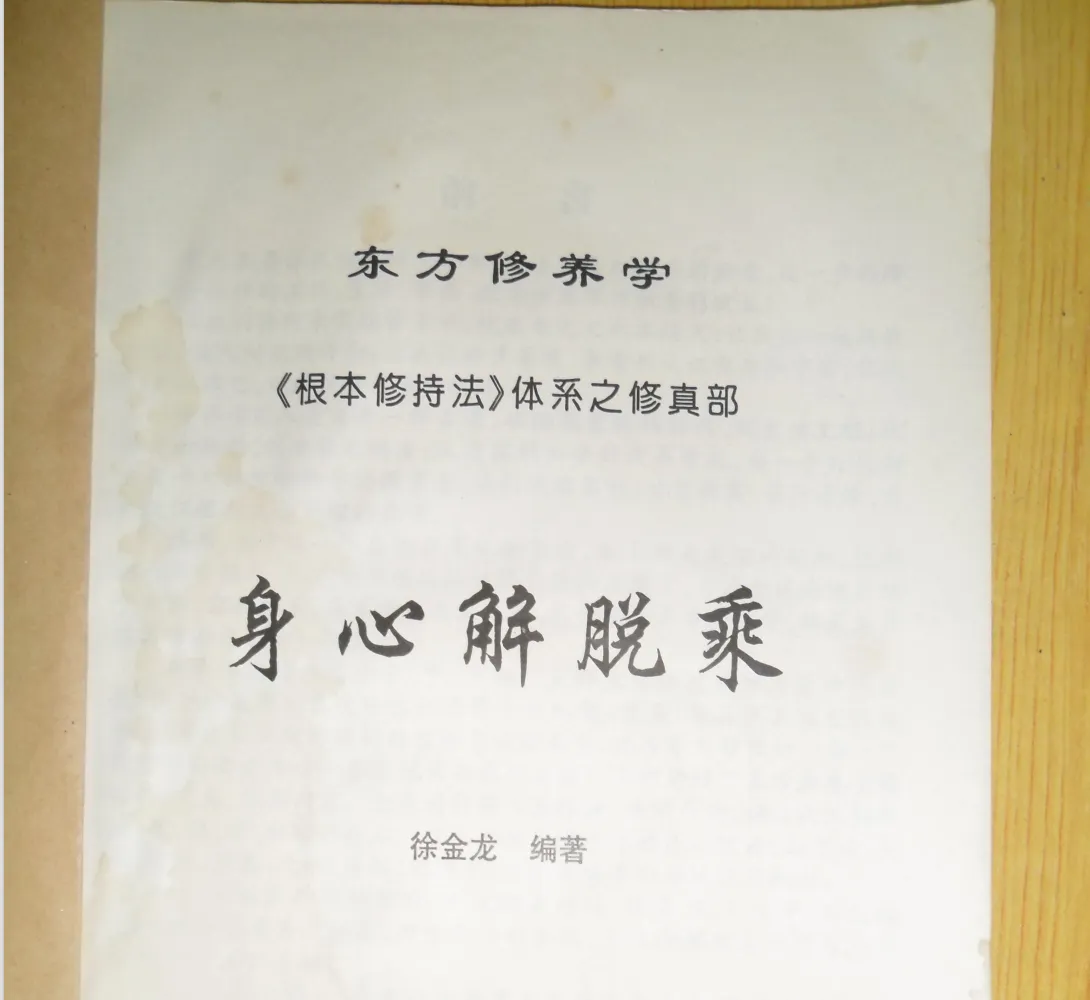 东方修养学
《根本修持法》体系之修真部
身心解脱乘
徐金龙 编著